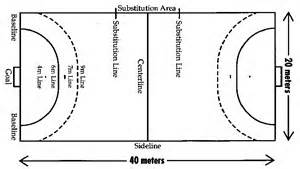 Substitution Area
Baseline
Goal
Baseline
4m Line
6m Line
7m Line
9m Line
Substitution Line
Centerline
Substitution Line
20 meters
Sideline
40 meters